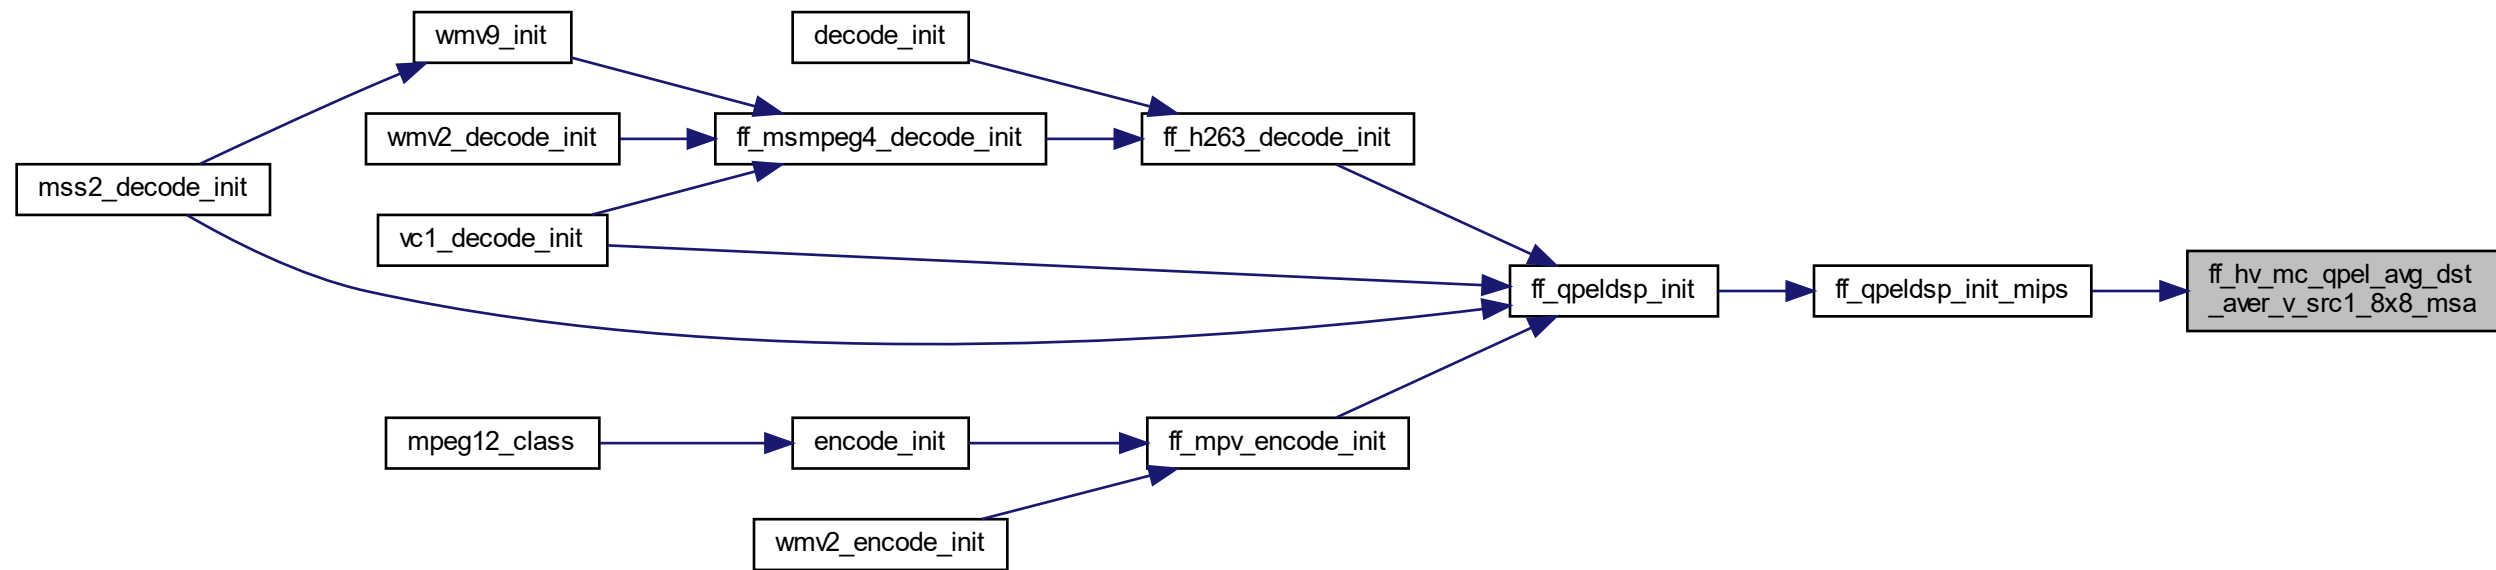 wmv9_init
decode_init
wmv2_decode_init
ff_msmpeg4_decode_init
ff_h263_decode_init
mss2_decode_init
vc1_decode_init
ff_qpeldsp_init
ff_qpeldsp_init_mips
ff_hv_mc_qpel_avg_dst
_aver_v_src1_8x8_msa
mpeg12_class
encode_init
ff_mpv_encode_init
wmv2_encode_init